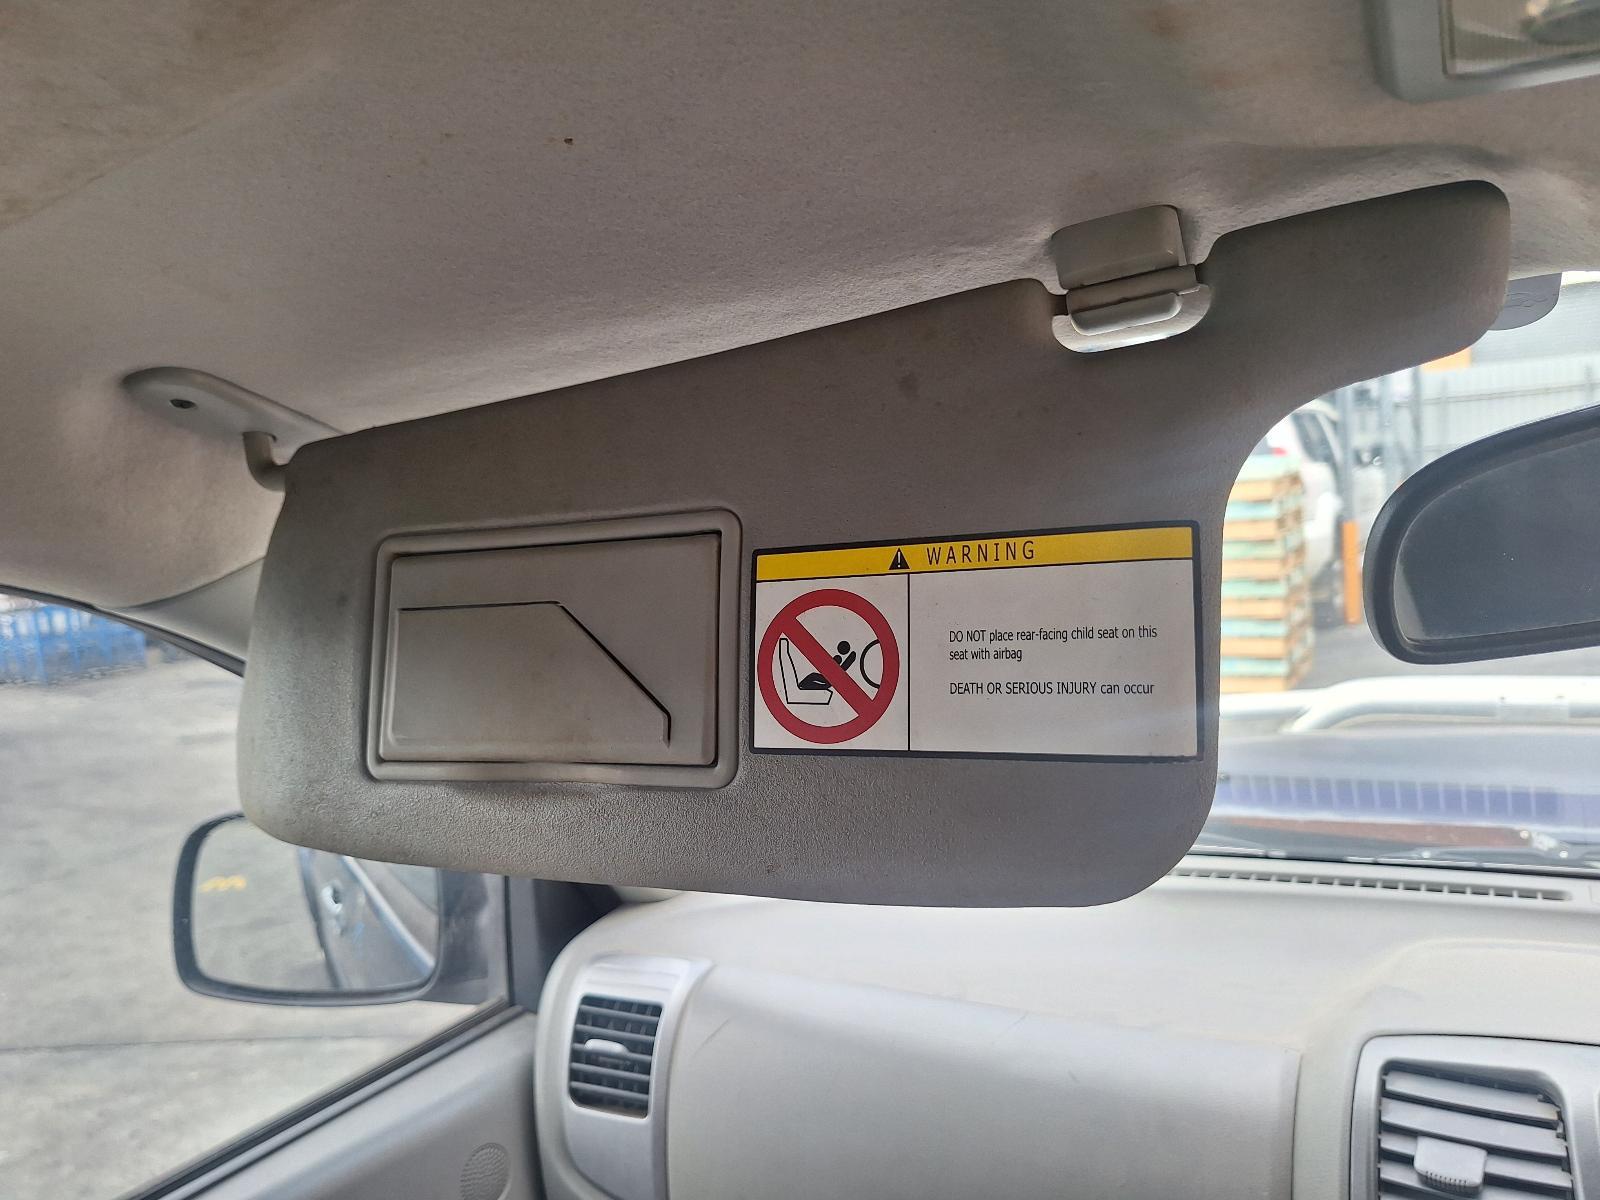 WARNING
DO NOT place rear-facing child seat on this
seat with airbag
DEATH OR SERIOUS INJURY can occur